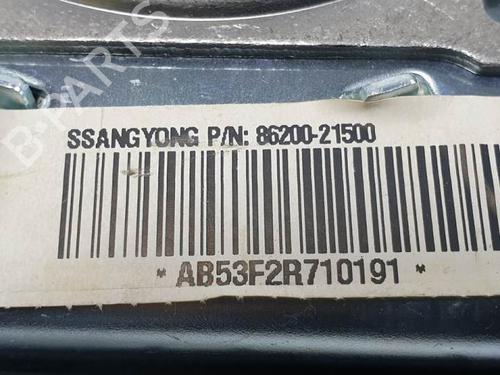 B-PARTS
SSANGYONG P/N: 86200-21500
* AB53F2R710191 *